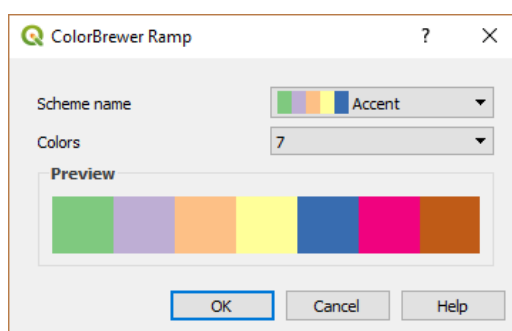 ColorBrewer Ramp ?
Scheme name Accent
Colors 7
Preview
OK Cancel Help